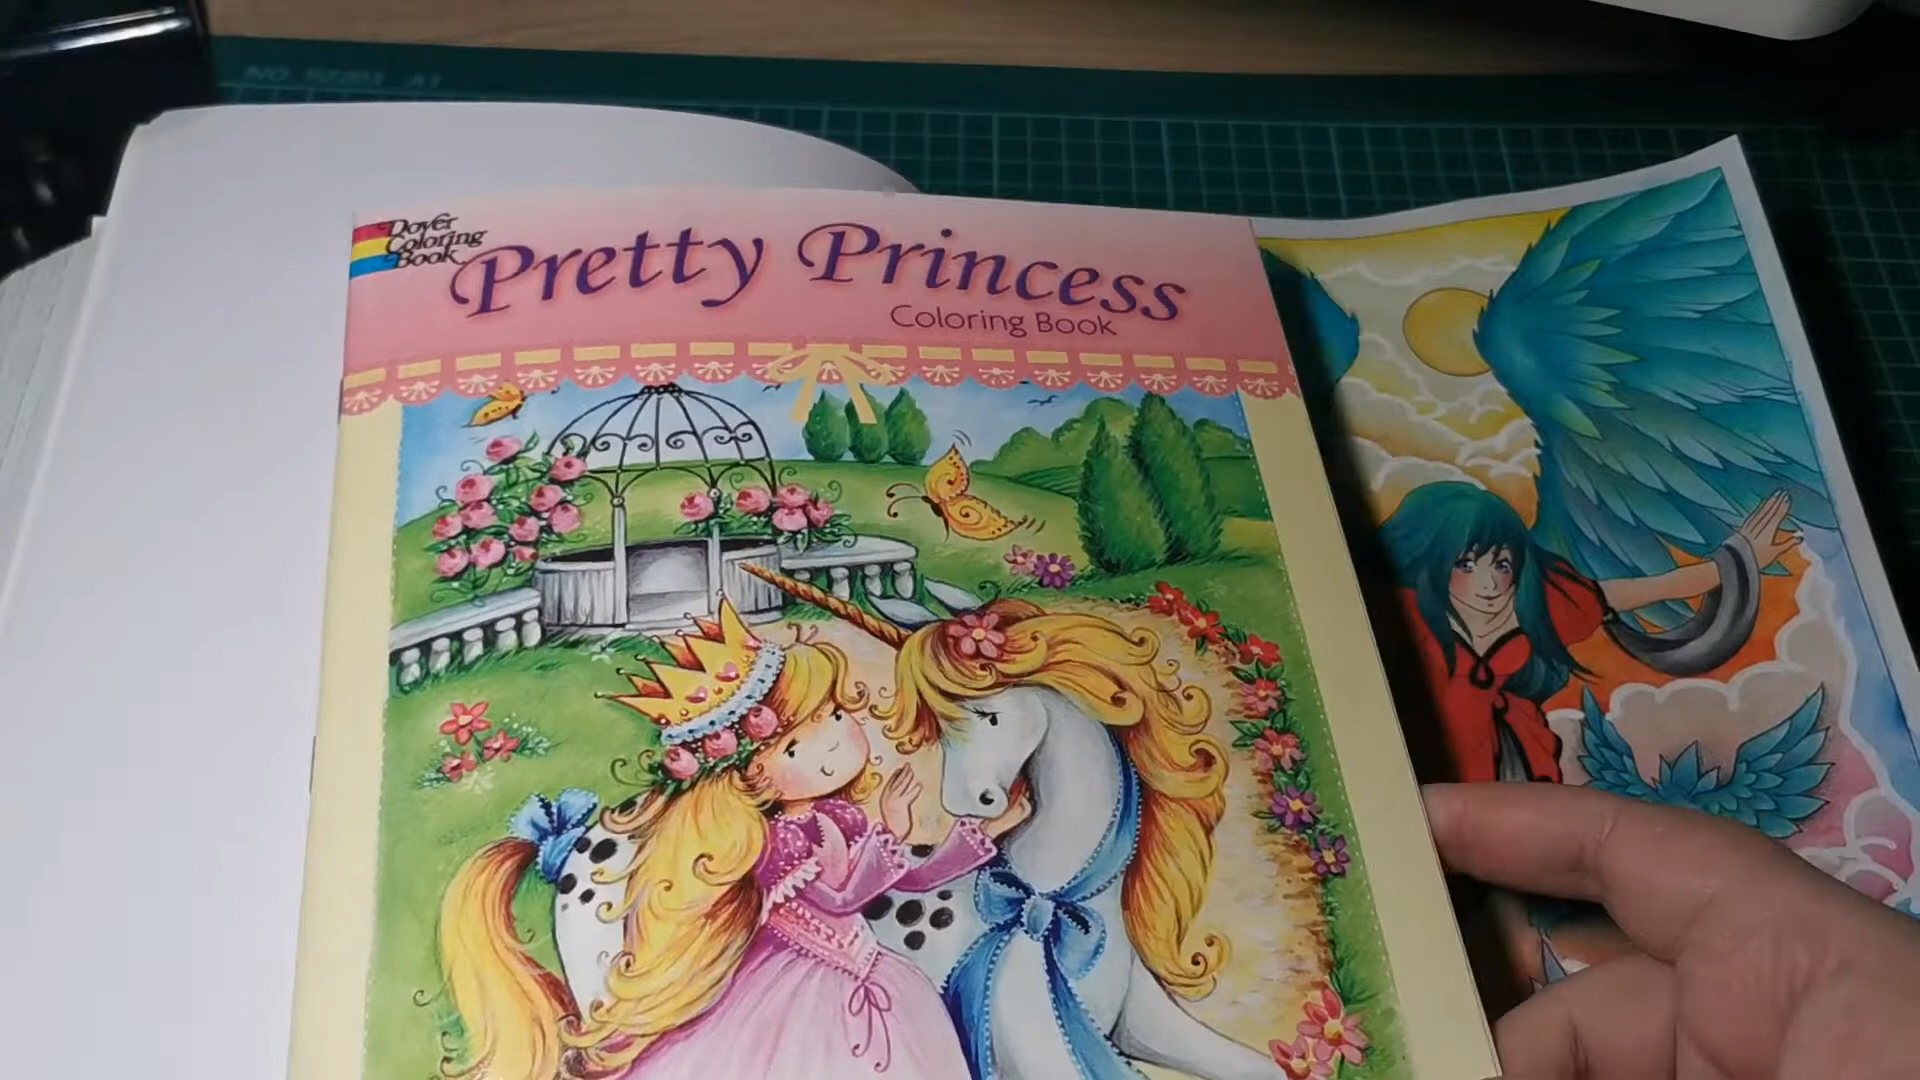 Dover
Coloring
Book
Pretty Princess
Coloring Book